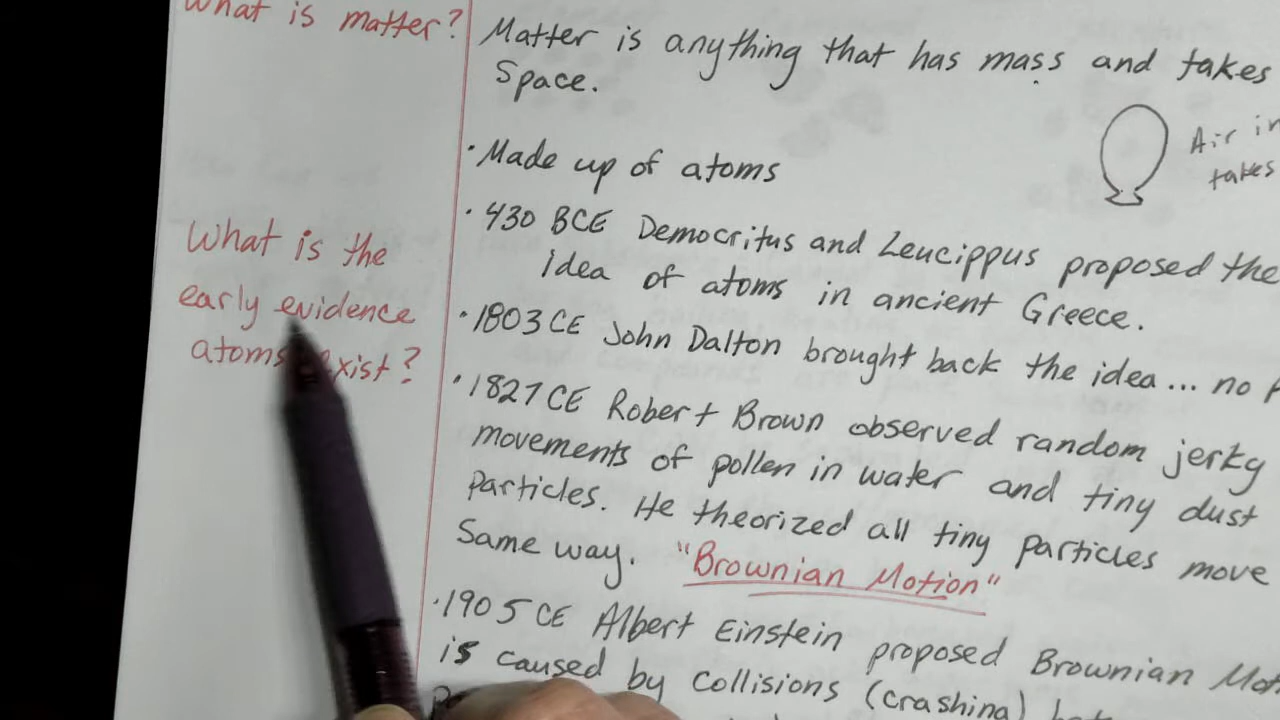 What is matter?
Matter is anything that has mass and takes
Space.
Air in
takes
• Made up of atoms
What is the
early evidence
atoms exist?
• 430 BCE Democritus and Leucippus proposed the
idea of atoms in ancient Greece.
• 1803 CE John Dalton brought back the idea... no
• 1827 CE Robert Brown observed random jerky
movements of pollen in water and tiny dust
Particles. He theorized all tiny particles move
Same way. "Brownian Motion"
• 1905 CE Albert Einstein proposed Brownian
is caused by collisions (crashing)